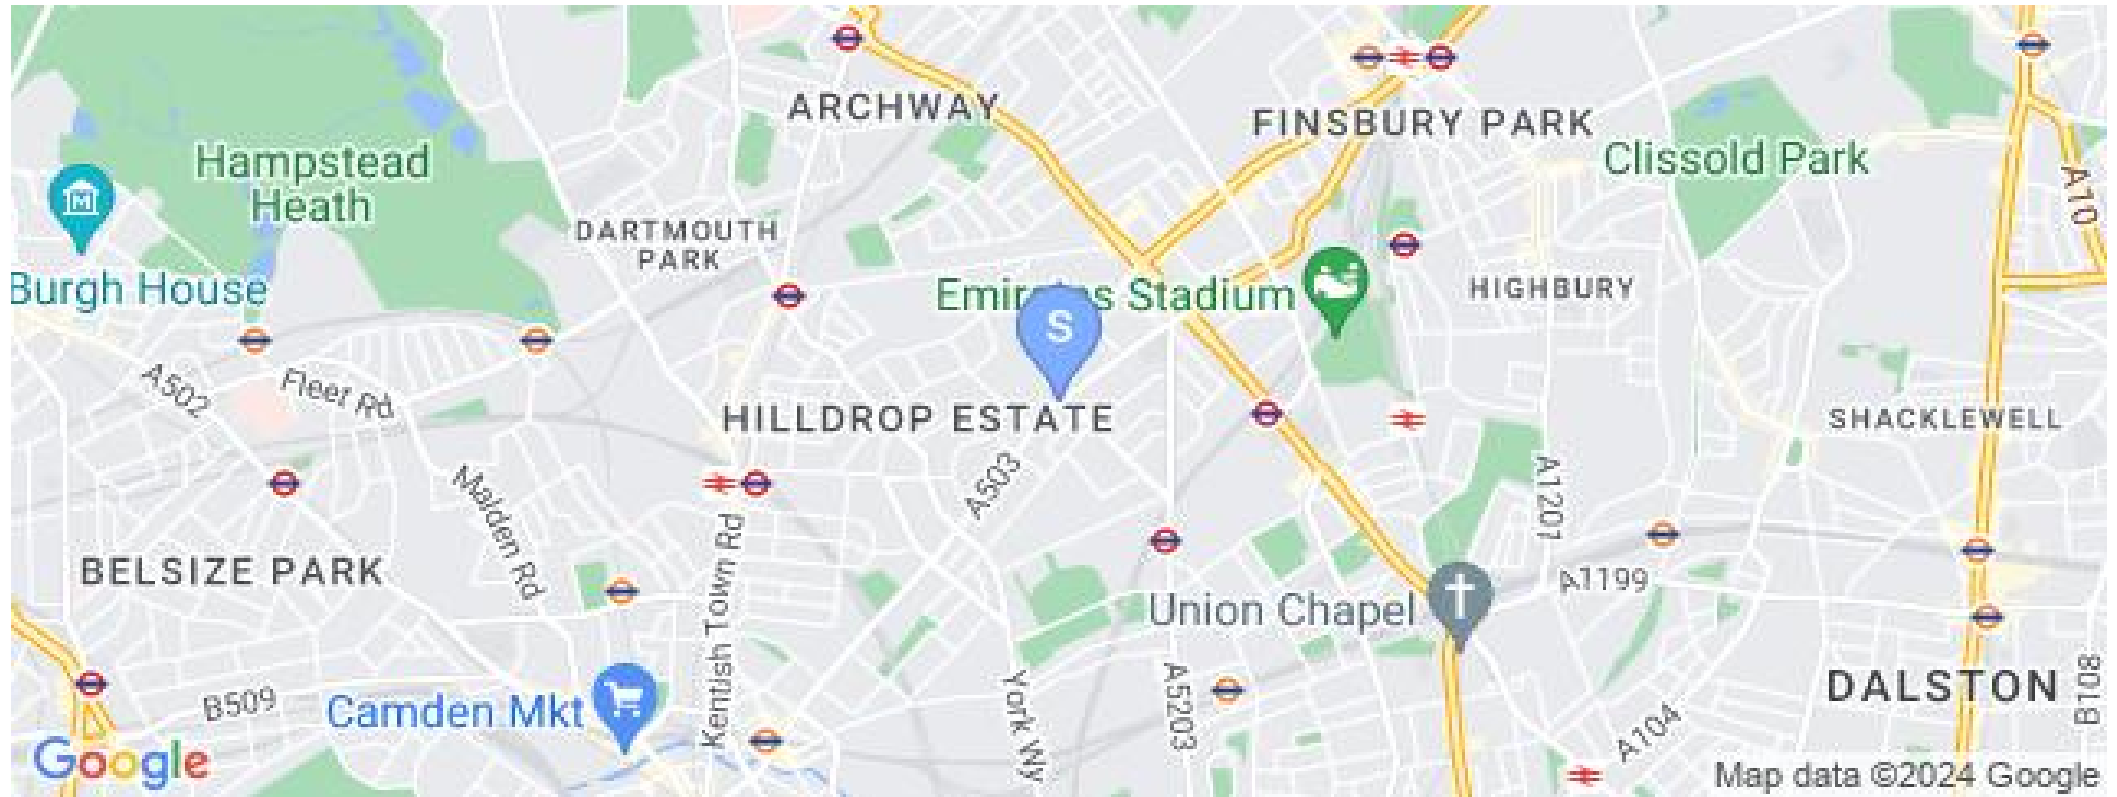 ARCHWAY
FINSBURY PARK
Hampstead
Heath
Clissold Park
A10
DARTMOUTH
PARK
Burgh House
Emirates Stadium
HIGHBURY
S
A502
Fleet Rd
HILLDROP ESTATE
SHACKLEWELL
A503
Malden Rd
A1201
Kentish Town Rd
BELSIZE PARK
A1199
Union Chapel
York Wy
A5203
DALSTON
B108
B509
Camden Mkt
A104
Google
Map data ©2024 Google